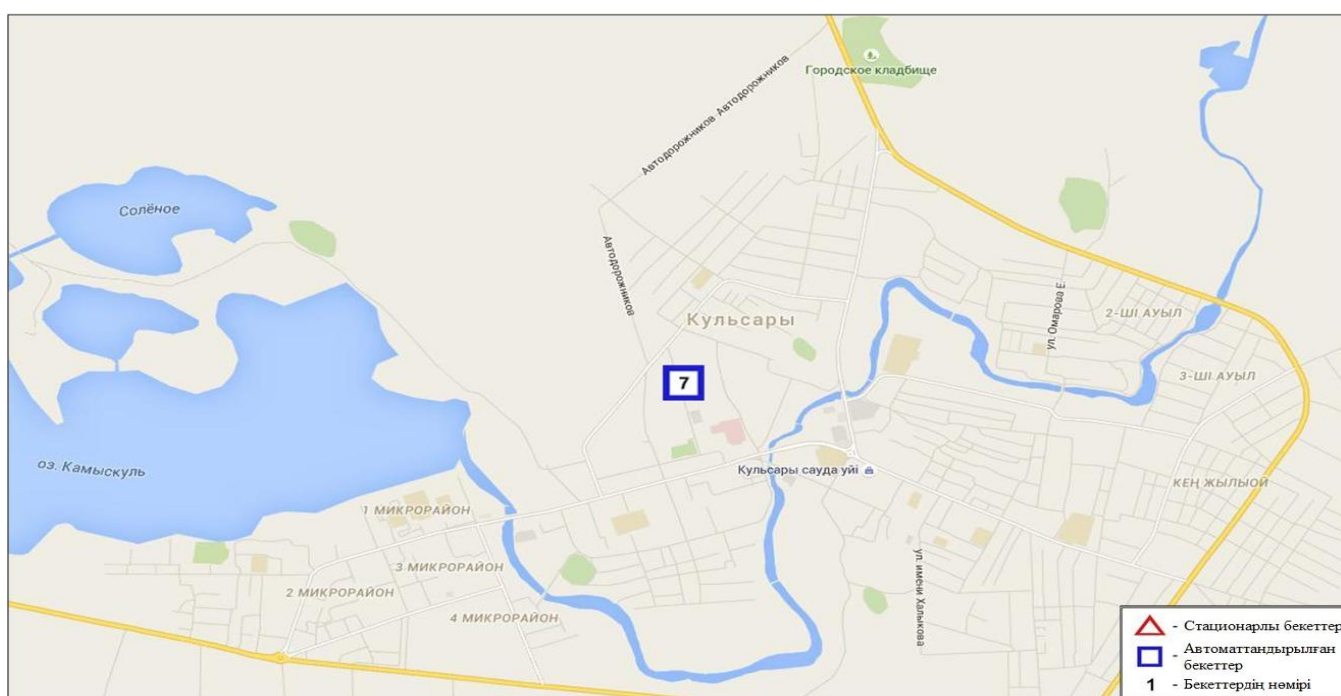 Городское кладбище
Автодорожников Автодорожников
Солёное
Автодорожников
ул. Омарова Е.
2-ШІ АУЫЛ
Кульсары
3-ШІ АУЫЛ
7
оз. Камыскуль
Кульсары сауда уйі
КЕҢ ЖЫЛЫОЙ
1 МИКРОРАЙОН
3 МИКРОРАЙОН
2 МИКРОРАЙОН
4 МИКРОРАЙОН
ул. имени Халыкова
- Стационарлы бекеттер
- Автоматтандырылған
бекеттер
1 - Бекеттердің нөмірі